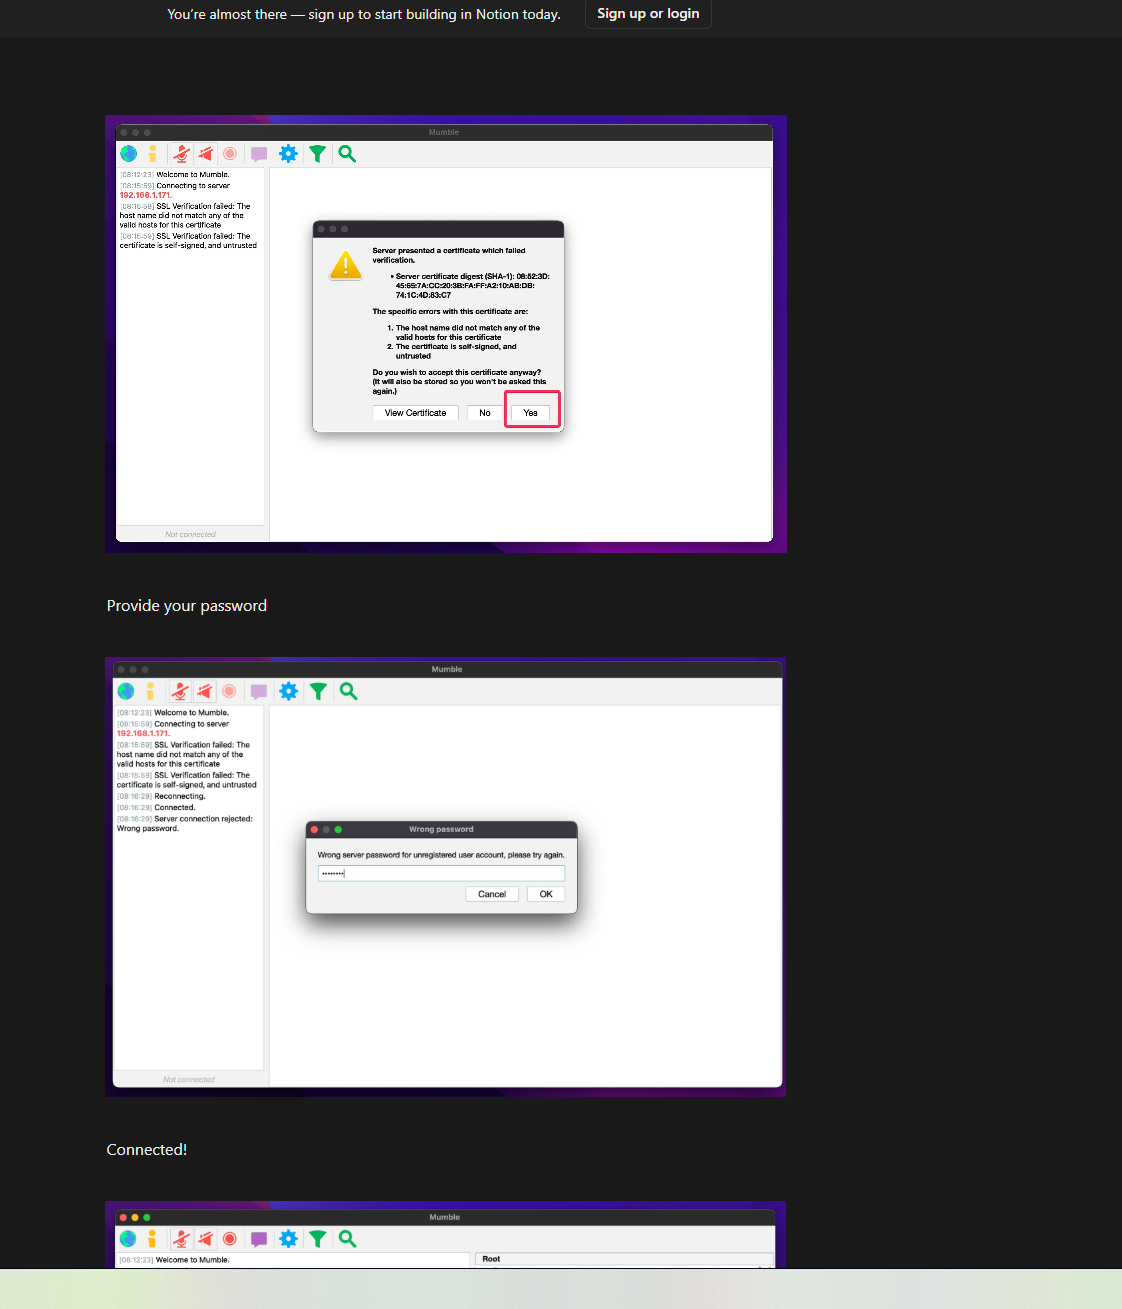 You're almost there — sign up to start building in Notion today.
Sign up or login
Mumble
[08:12:23] Welcome to Mumble.
[08:15:59] Connecting to server
192.168.1.171.
[08:15:59] SSL Verification failed: The
host name did not match any of the
valid hosts for this certificate
[08:15:59] SSL Verification failed: The
certificate is self-signed, and untrusted
Server presented a certificate which failed
verification.
• Server certificate digest (SHA-1): 08:52:3D:
45:65:7A:CC:20:3B:FA:FF:A2:10:AB:DB:
74:1C:4D:83:C7
The specific errors with this certificate are:
1. The host name did not match any of the
valid hosts for this certificate
2. The certificate is self-signed, and
untrusted
Do you wish to accept this certificate anyway?
(It will also be stored so you won't be asked this
again.)
View Certificate
No
Yes
Not connected
Provide your password
Mumble
[08:12:23] Welcome to Mumble.
[08:15:59] Connecting to server
192.168.1.171.
[08:15:59] SSL Verification failed: The
host name did not match any of the
valid hosts for this certificate
[08:15:59] SSL Verification failed: The
certificate is self-signed, and untrusted
[08:16:29] Reconnecting.
[08:16:29] Connected.
[08:16:29] Server connection rejected:
Wrong password.
Wrong password
Wrong server password for unregistered user account, please try again.
••••••••
Cancel
OK
Not connected
Connected!
Mumble
[08:12:23] Welcome to Mumble.
Root